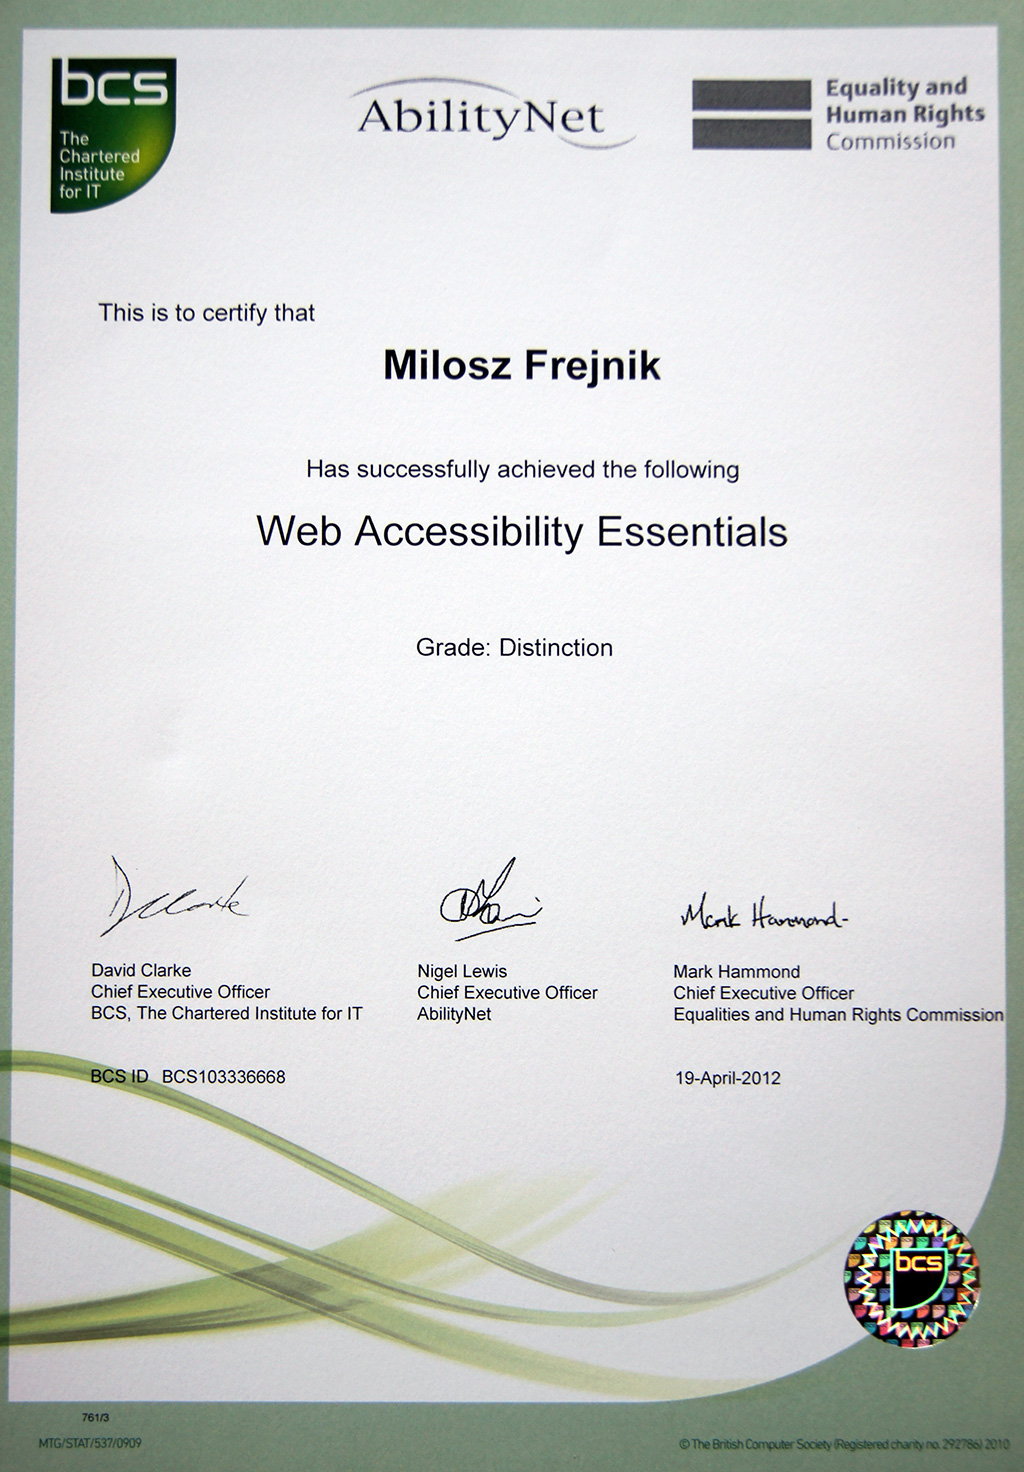 bcs
The
Chartered
Institute
for IT
AbilityNet
Equality and
Human Rights
Commission
This is to certify that
Milosz Frejnik
Has successfully achieved the following
Web Accessibility Essentials
Grade: Distinction
Mark Hammond
David Clarke
Chief Executive Officer
BCS, The Chartered Institute for IT
Nigel Lewis
Chief Executive Officer
AbilityNet
Mark Hammond
Chief Executive Officer
Equalities and Human Rights Commission
BCS ID BCS103336668
19-April-2012
bcs
761/3
MTG/STAT/537/0909
© The British Computer Society (Registered charity no. 292786) 2010